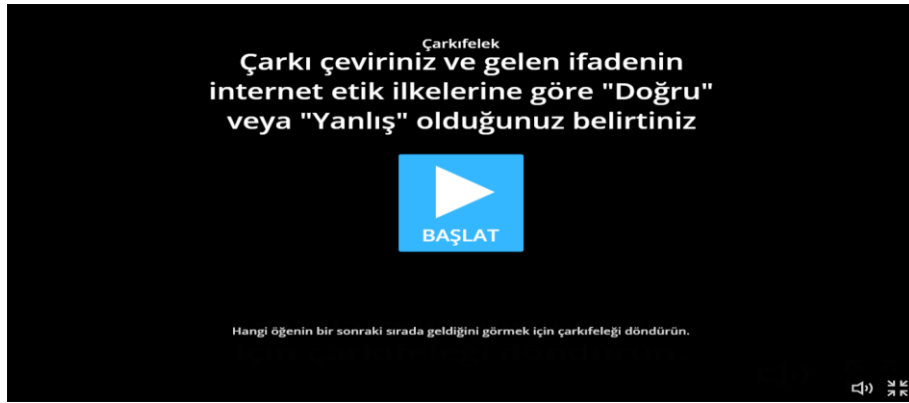 Çarkıfelek
Çarkı çeviriniz ve gelen ifadenin
internet etik ilkelerine göre "Doğru"
veya "Yanlış" olduğunuz belirtiniz
BAŞLAT
Hangi öğenin bir sonraki sırada geldiğini görmek için çarkıfeleği döndürün.